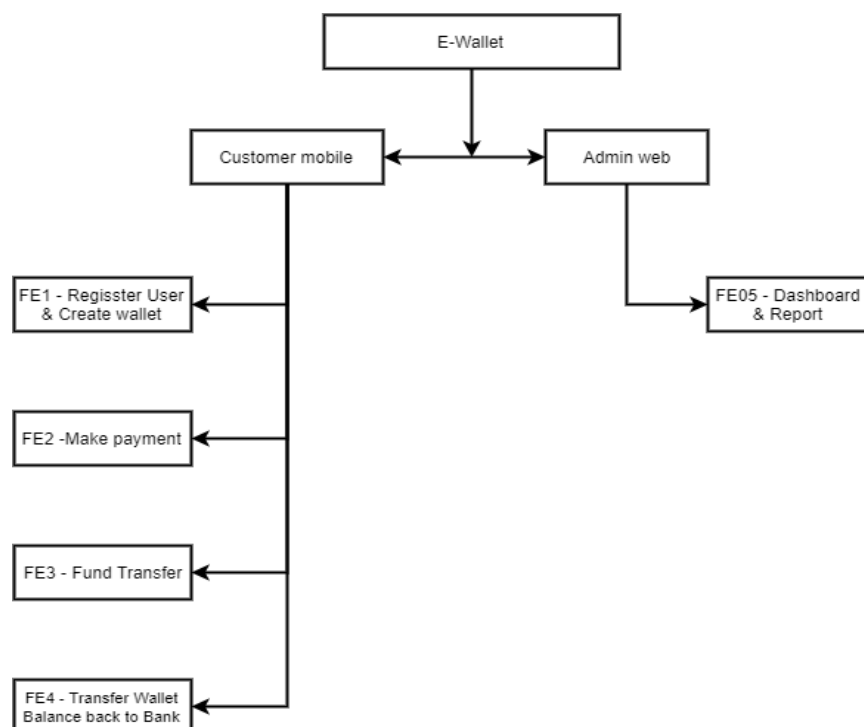 E-Wallet
Customer mobile
Admin web
FE1 - Regisster User
& Create wallet
FE05 - Dashboard
& Report
FE2 -Make payment
FE3 - Fund Transfer
FE4 - Transfer Wallet
Balance back to Bank